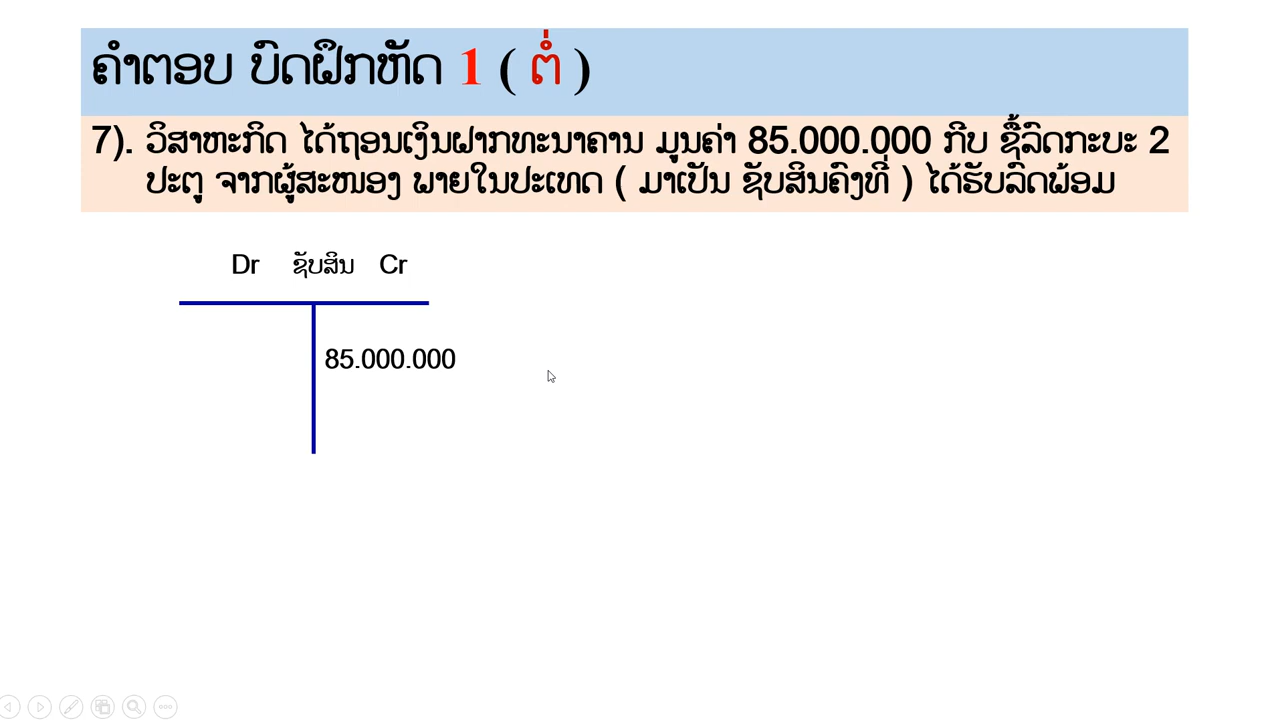 ຄຳຕອບ ບົດຝຶກຫັດ 1 ( ຕໍ່ )
7). ວິສາຫະກິດ ໄດ້ຖອນເງິນຝາກທະນາຄານ ມູນຄ່າ 85.000.000 ກີບ ຊື້ລົດກະບະ 2
ປະຕູ ຈາກຜູ້ສະໜອງ ພາຍໃນປະເທດ ( ມາເປັນ ຊັບສິນຄົງທີ່ ) ໄດ້ຮັບລົດພ້ອມ
Dr ຊັບສິນ Cr
85.000.000